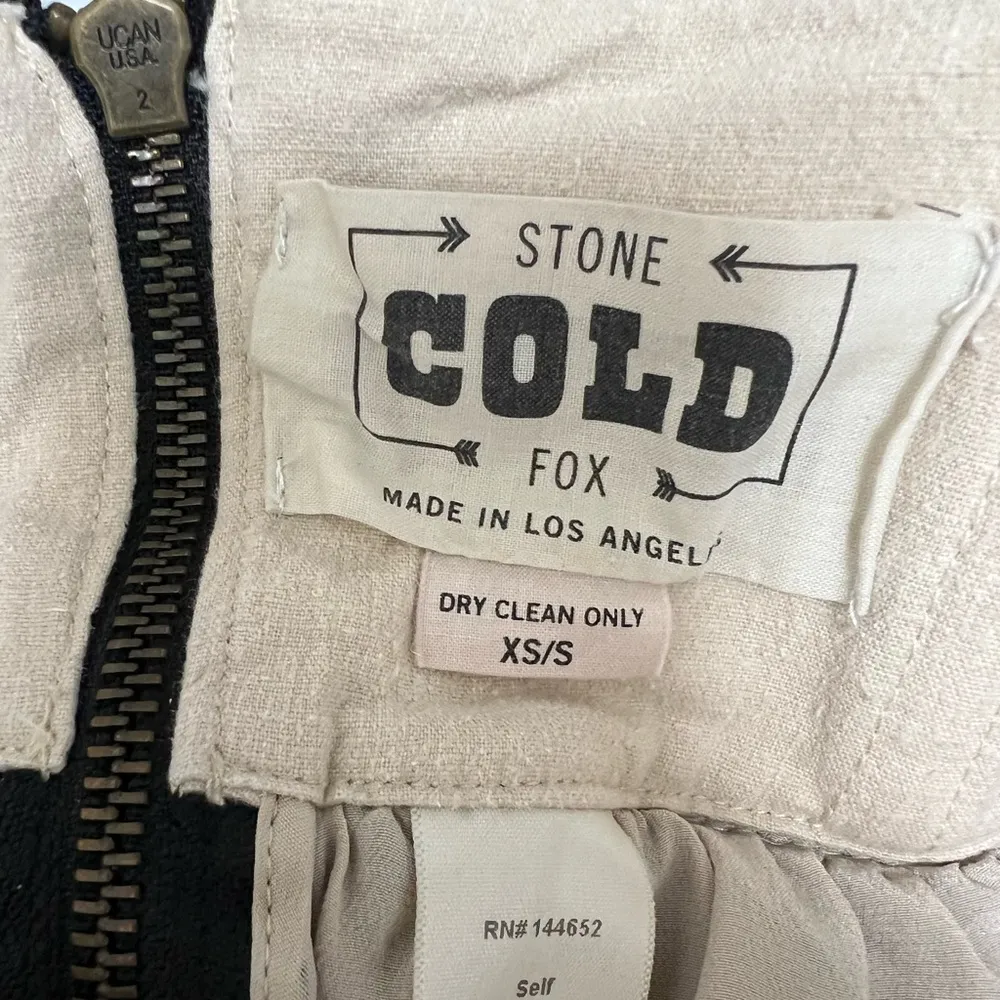 UCAN
U.S.A.
2
STONE
COLD
FOX
MADE IN LOS ANGEL
DRY CLEAN ONLY
XS/S
RN# 144652
Self